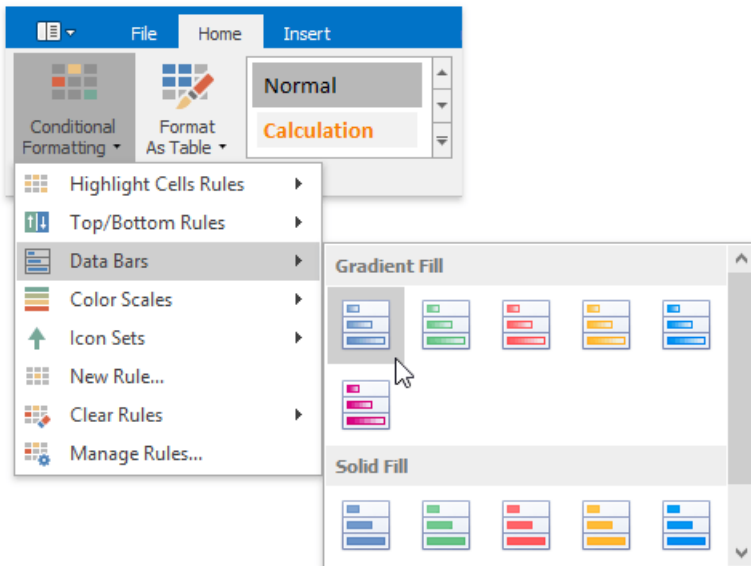 File Home Insert
Normal
Calculation
Conditional
Formatting
Format
As Table
Highlight Cells Rules
Top/Bottom Rules
Data Bars
Color Scales
Icon Sets
New Rule...
Clear Rules
Manage Rules...
Gradient Fill
Solid Fill